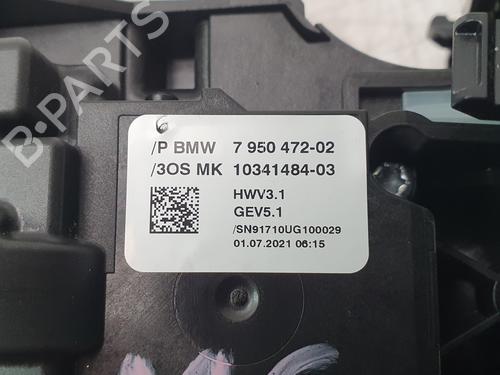 6
/P BMW 7 950 472-02
/3OS MK 10341484-03
HWV3.1
GEV5.1
/SN91710UG100029
01.07.2021 06:15
B-PARTS